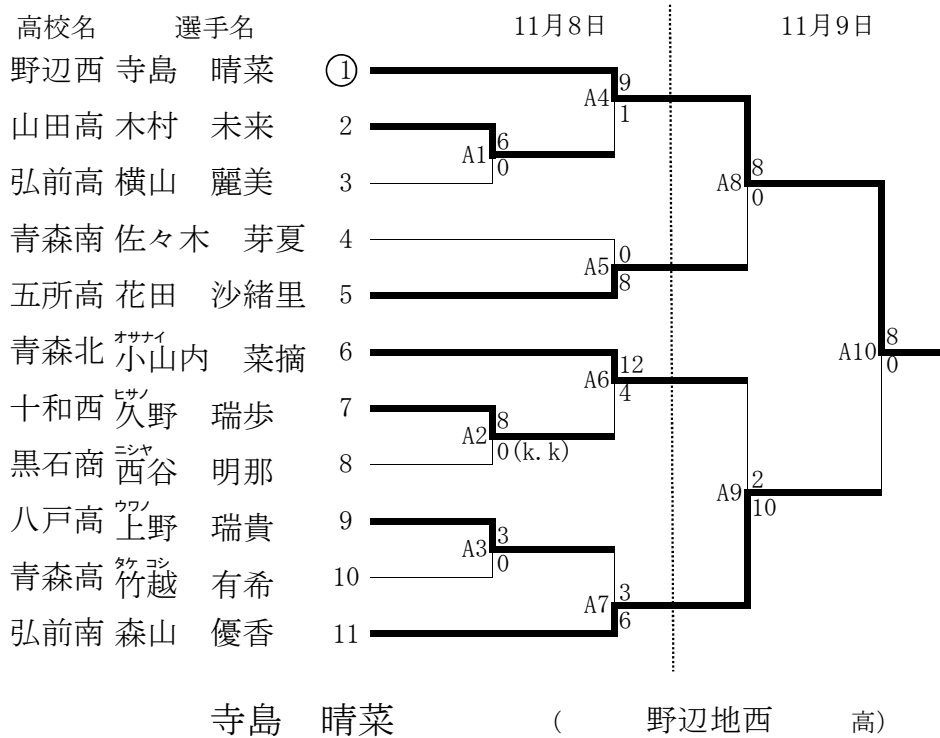 高校名 選手名 11月8日 11月9日
野辺西 寺島 晴菜 ①
9
A4
1
山田高 木村 未来 2
6
A1
0
弘前高 横山 麗美 3
8
A8
0
青森南 佐々木 芽夏 4
0
A5
8
五所高 花田 沙緒里 5
8
A10
0
オサナイ
青森北 小山内 菜摘 6
12
A6
4
ヒサノ
十和西 久野 瑞歩 7
8
A2
0(k.k)
ニシヤ
黒石商 西谷 明那 8
2
A9
10
ウワノ
八戸高 上野 瑞貴 9
3
A3
0
タケ コシ
青森高 竹越 有希 10
3
A7
6
弘前南 森山 優香 11
寺島 晴菜 ( 野辺地西 高)